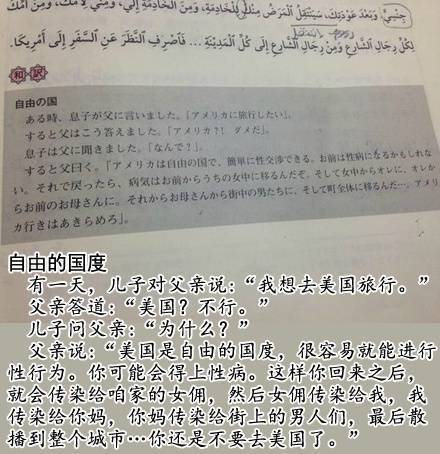 جِنْسِيٍّ وَبَعْدَ عَوْدَتِكَ، سَيَنْتَقِلُ الْمَرَضُ مِنْكَ إِلَى الْخَادِمَةِ، وَمِنَ الْخَادِمَةِ إِلَيَّ، وَمِنِّي لِأُمِّكَ، وَمِنْ أُمِّكَ
لِكُلِّ رِجَالِ الشَّارِعِ وَمِنْ رِجَالِ الشَّارِعِ إِلَى كُلِّ الْمَدِينَةِ ... فَاصْرِفِ النَّظَرَ عَنِ السَّفَرِ إِلَى أَمْرِيكَا.
和 訳
自由の国
ある時、息子が父に言いました。「アメリカに旅行したい」。
すると父はこう答えました。「アメリカ?! ダメだ」。
息子は父に聞きました。「なんで?」。
すると父曰く。「アメリカは自由の国で、簡単に性交渉できる。お前は性病になるかもしれな
い。それで戻ったら、病気はお前からうちの女中に移るんだぞ。そして女中からオレに、オレか
らお前のお母さんに。それからお母さんから街中の男たちに、そして町全体に移るんだ…。アメリ
カ行きはあきらめろ」。
自由的国度
有一天，儿子对父亲说：“我想去美国旅行。”
父亲答道：“美国？不行。”
儿子问父亲：“为什么？”
父亲说：“美国是自由的国度，很容易就能进行
性行为。你可能会得上性病。这样你回来之后，
就会传染给咱家的女佣，然后女佣传染给我，我
传染给你妈，你妈传染给街上的男人们，最后散
播到整个城市…你还是不要去美国了。”